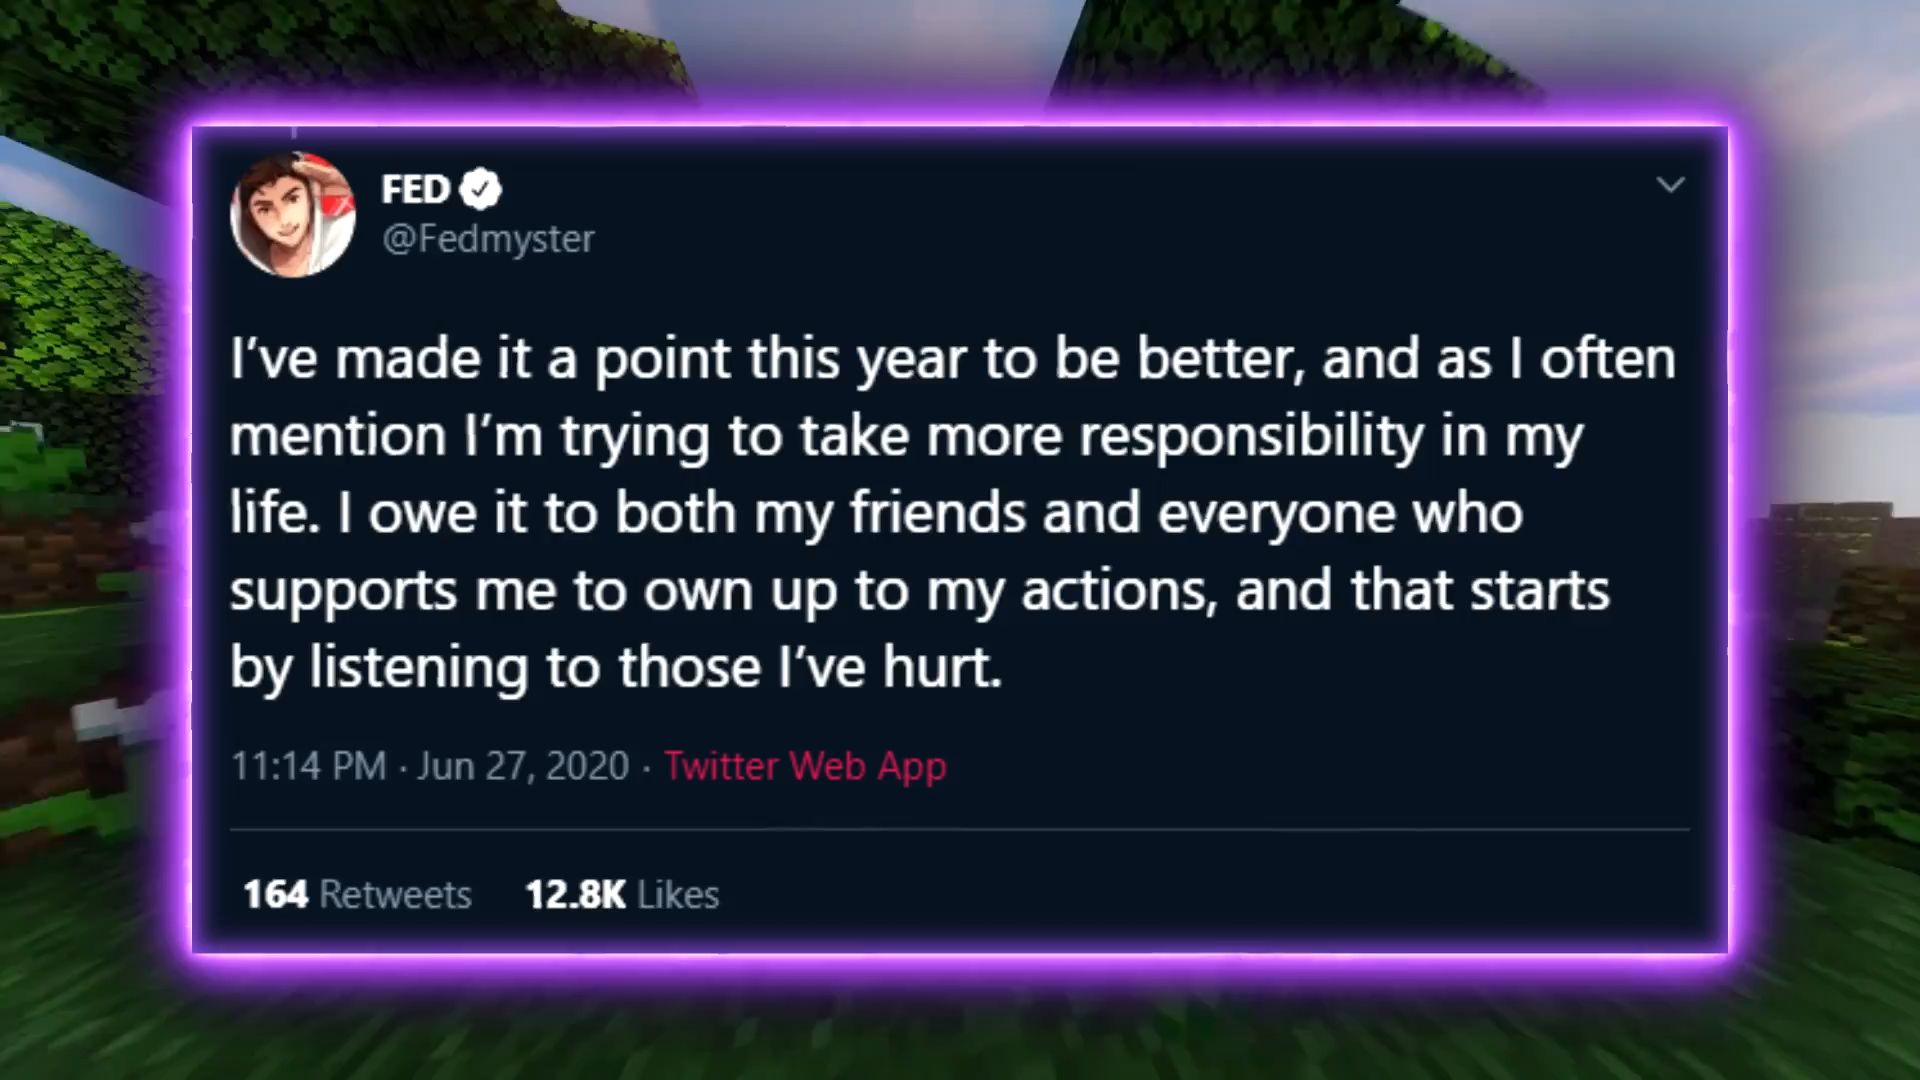 FED
@Fedmyster
I’ve made it a point this year to be better, and as I often
mention I’m trying to take more responsibility in my
life. I owe it to both my friends and everyone who
supports me to own up to my actions, and that starts
by listening to those I’ve hurt.
11:14 PM · Jun 27, 2020 · Twitter Web App
164 Retweets 12.8K Likes